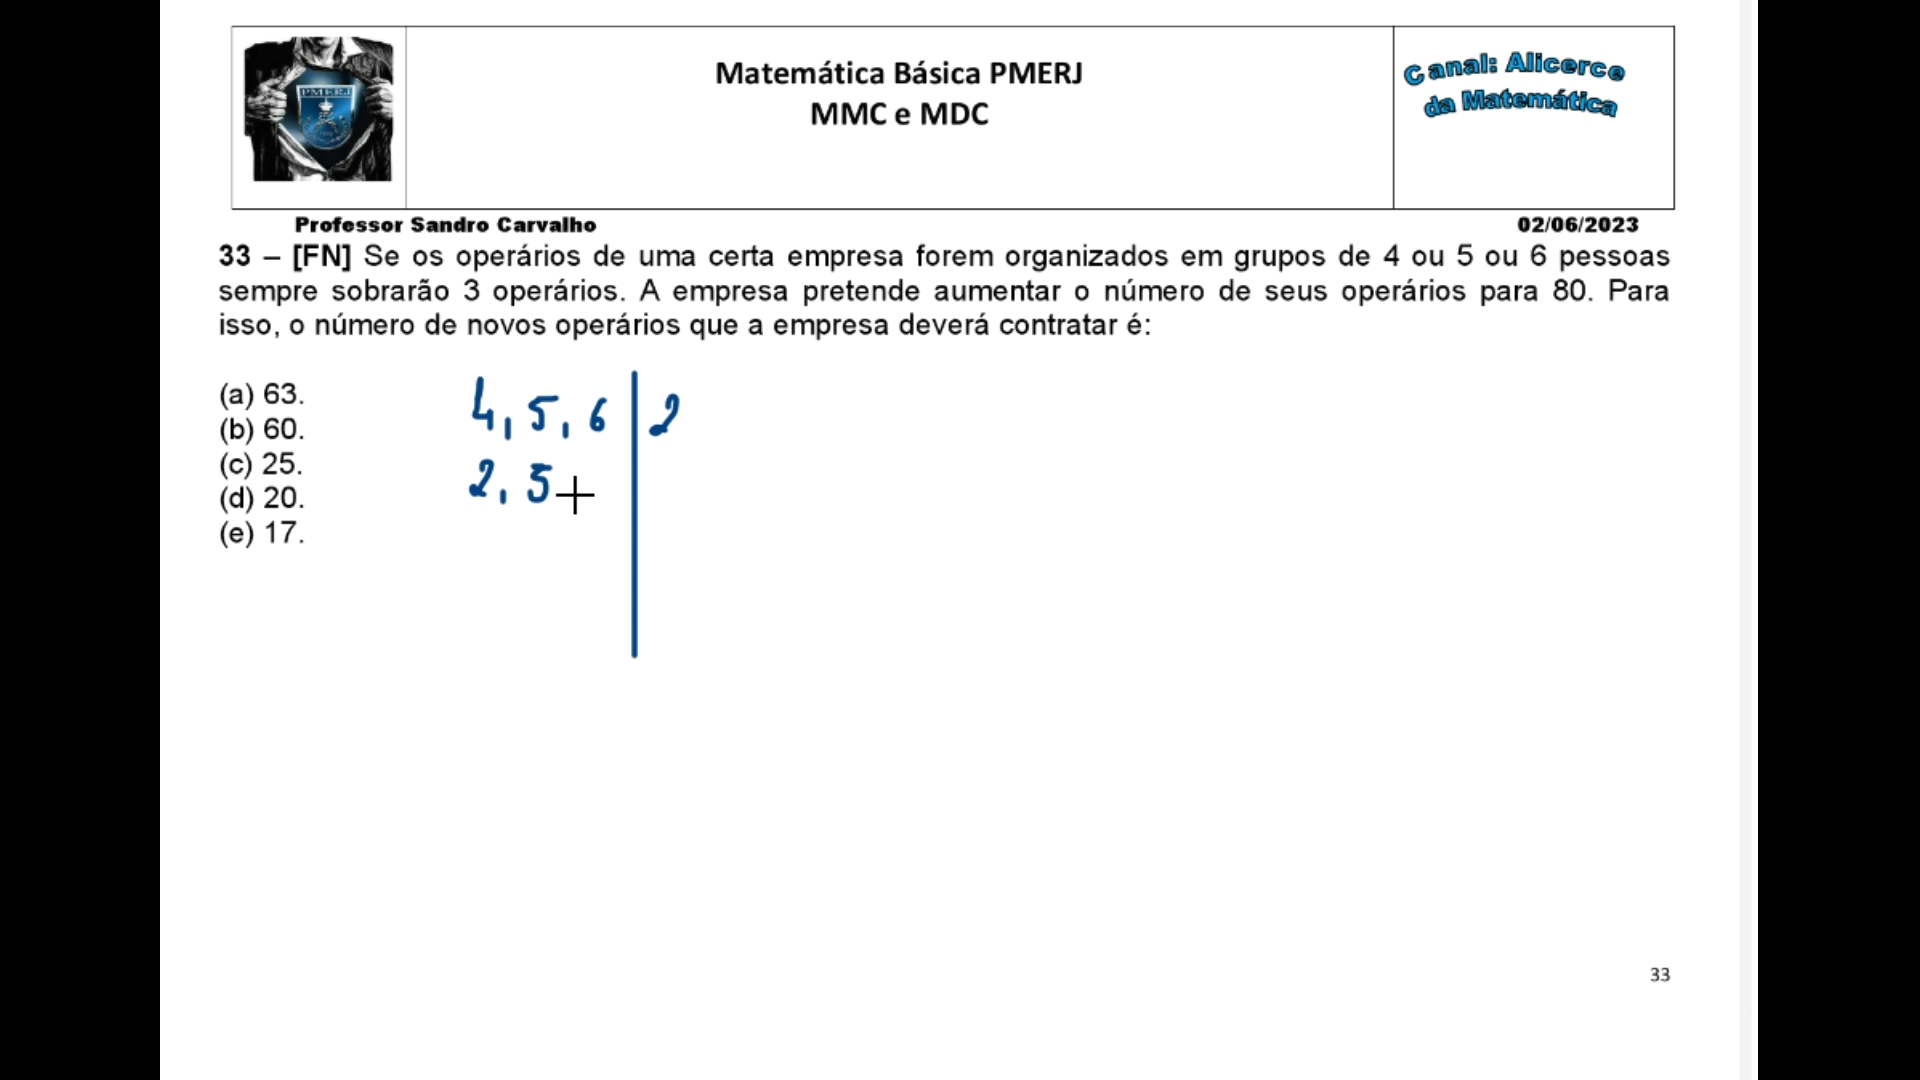 PMERJ
Matemática Básica PMERJ
MMC e MDC
Canal: Alicerce
da Matemática
Professor Sandro Carvalho
02/06/2023
33 – [FN] Se os operários de uma certa empresa forem organizados em grupos de 4 ou 5 ou 6 pessoas
sempre sobrarão 3 operários. A empresa pretende aumentar o número de seus operários para 80. Para
isso, o número de novos operários que a empresa deverá contratar é:
(a) 63.
(b) 60.
(c) 25.
(d) 20.
(e) 17.
4, 5, 6 | 2
2, 5
33